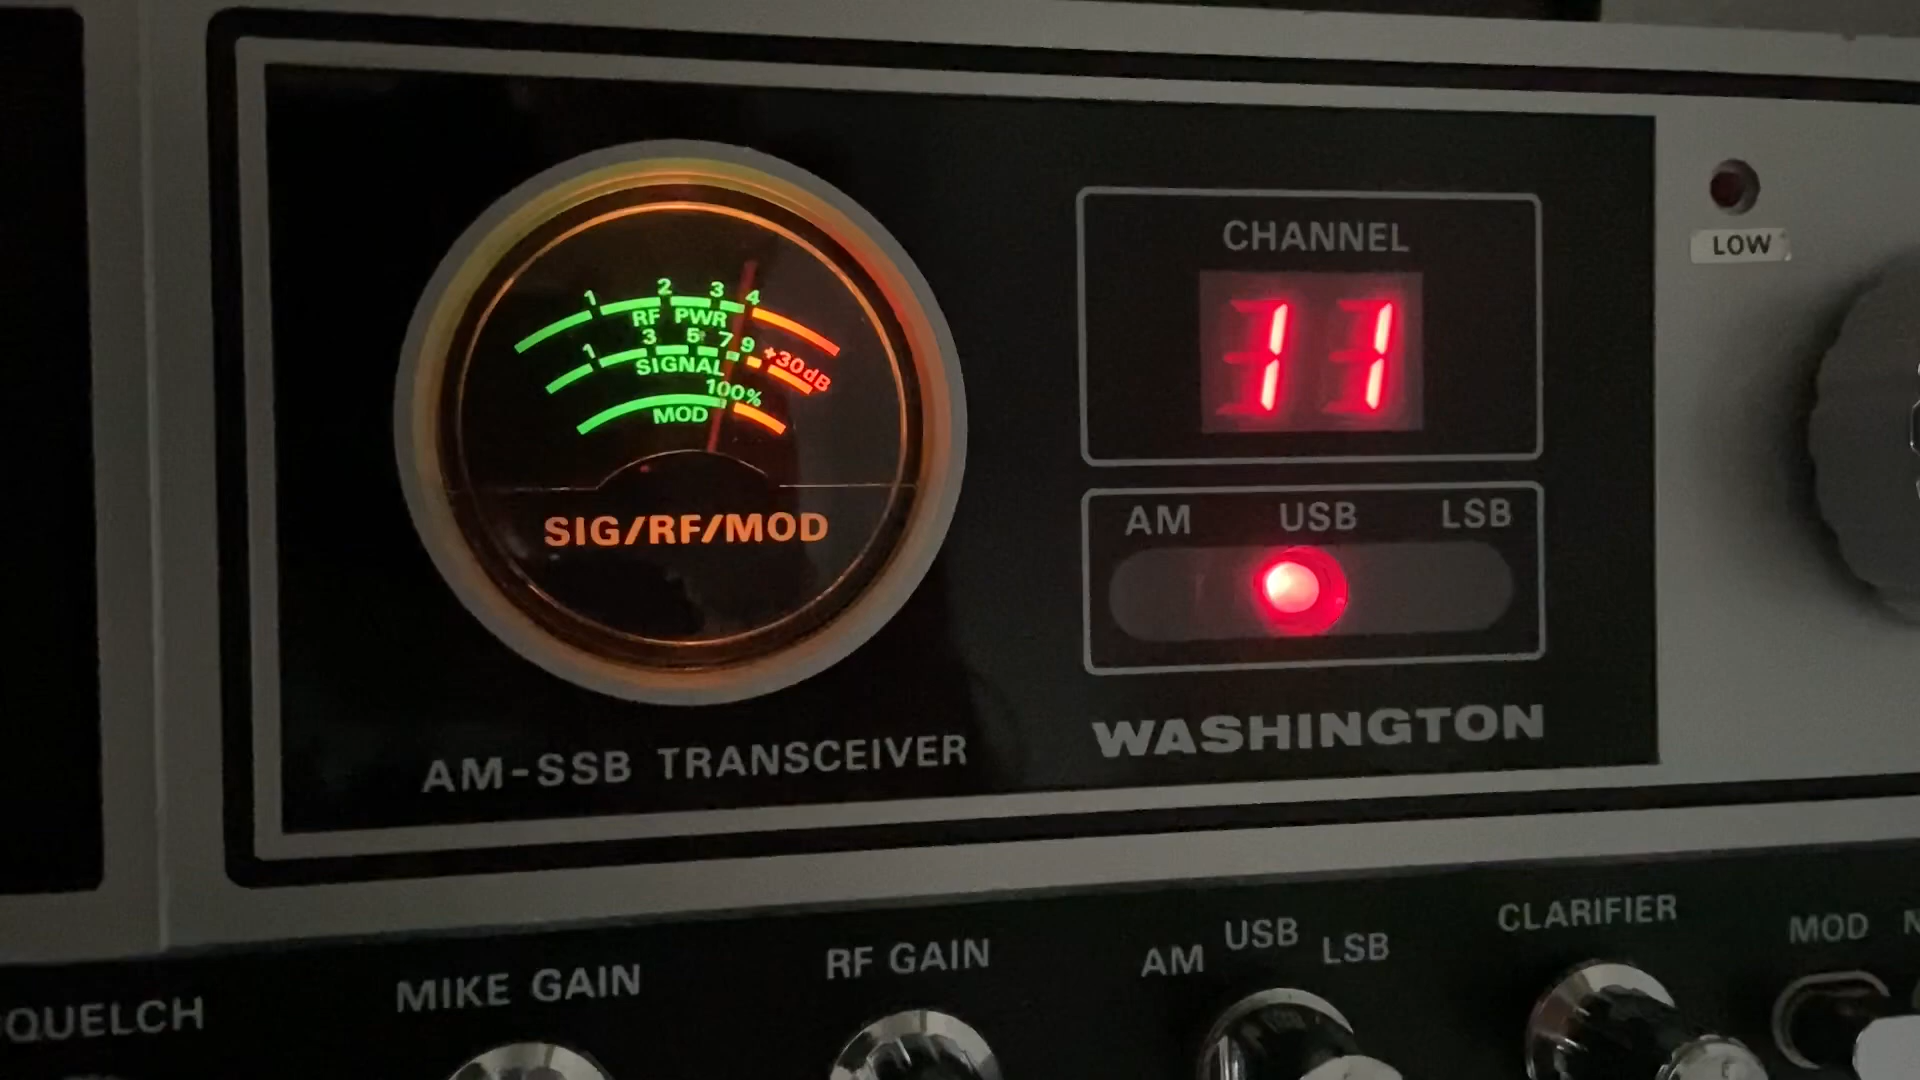 1 2 3 4
RF PWR
1 3 5 7 9 +30dB
SIGNAL
100%
MOD
SIG/RF/MOD
AM-SSB TRANSCEIVER
CHANNEL
11
AM USB LSB
WASHINGTON
LOW
QUELCH
MIKE GAIN
RF GAIN
AM USB LSB
CLARIFIER
MOD